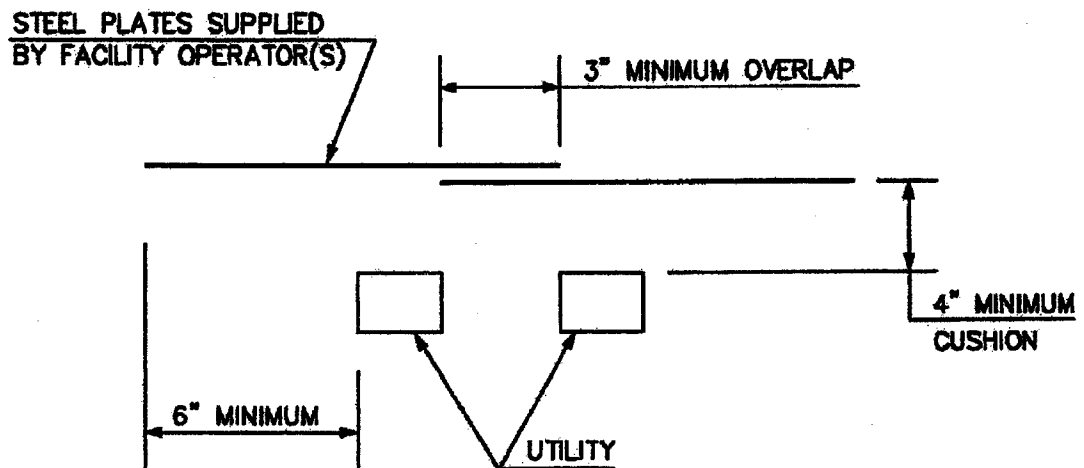 STEEL PLATES SUPPLIED
BY FACILITY OPERATOR(S)
3" MINIMUM OVERLAP
4" MINIMUM
CUSHION
6" MINIMUM
UTILITY